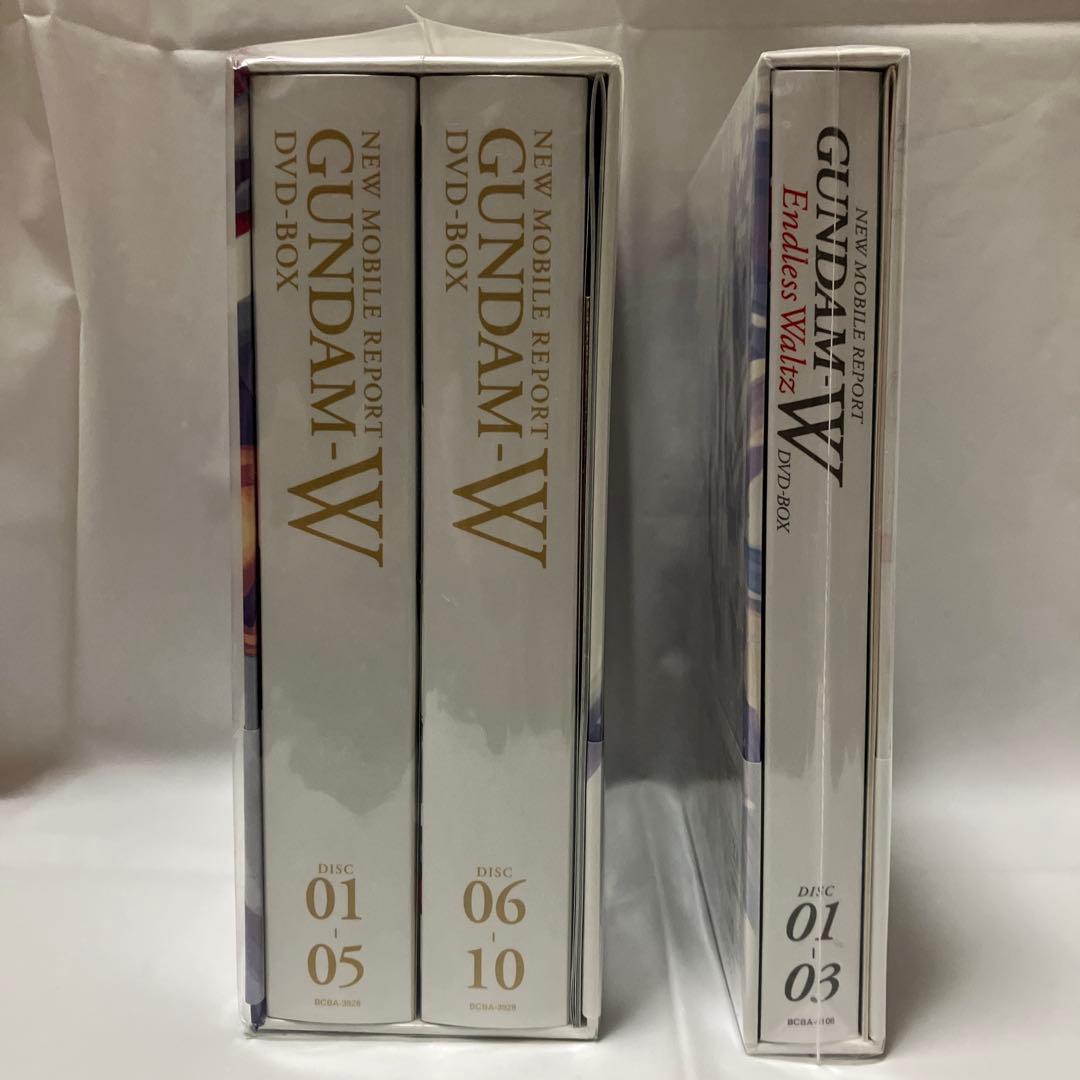 NEW MOBILE REPORT
GUNDAM-W
DVD-BOX
DISC
01
-
05
BCBA-3928
NEW MOBILE REPORT
GUNDAM-W
DVD-BOX
DISC
06
-
10
BCBA-3928
NEW MOBILE REPORT
GUNDAM-W
Endless Waltz
DVD-BOX
DISC
01
-
03